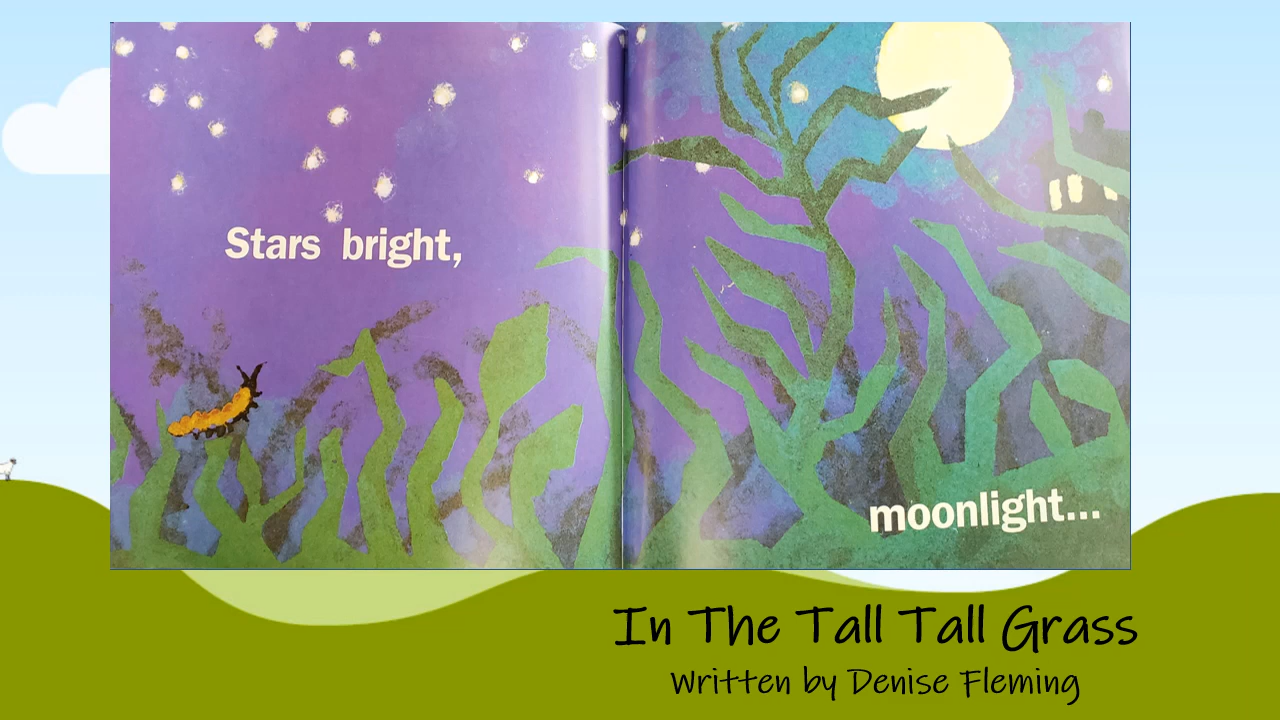 Stars bright,
moonlight...
In The Tall Tall Grass
Written by Denise Fleming